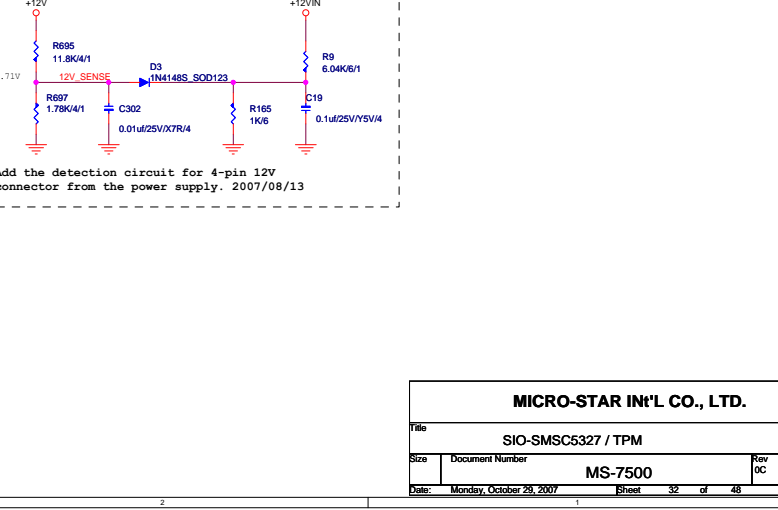 +12V
+12VIN
R695
11.8K/4/1
D3
1N4148S_SOD123
R9
6.04K/6/1
.71V
12V_SENSE
R697
1.78K/4/1
C302
0.01uf/25V/X7R/4
R165
1K/6
C19
0.1uf/25V/Y5V/4
Add the detection circuit for 4-pin 12V
connector from the power supply. 2007/08/13
MICRO-STAR INt'L CO., LTD.
Title
SIO-SMSC5327 / TPM
Size Document Number Rev
MS-7500 0C
Date: Monday, October 29, 2007 Sheet 32 of 48
2 1